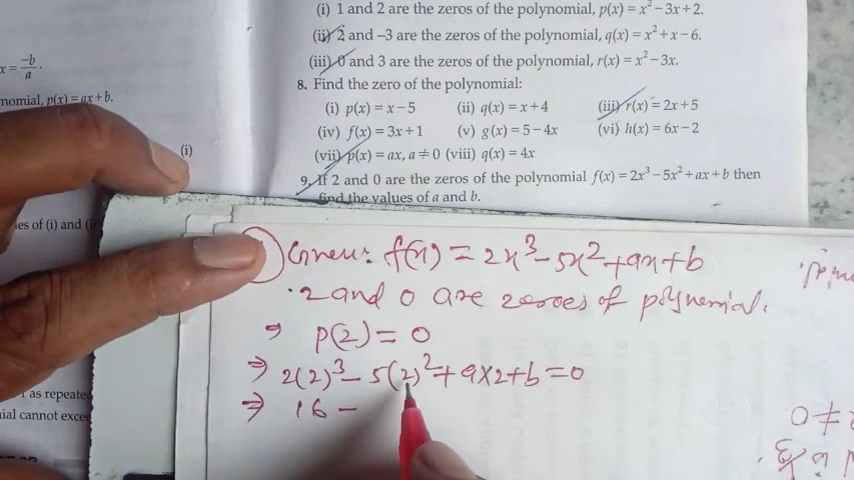 (i) 1 and 2 are the zeros of the polynomial, p(x) = x² − 3x + 2.
(ii) 2 and −3 are the zeros of the polynomial, q(x) = x² + x − 6.
(iii) 0 and 3 are the zeros of the polynomial, r(x) = x² − 3x.
8. Find the zero of the polynomial:
(i) p(x) = x − 5 (ii) q(x) = x + 4 (iii) r(x) = 2x + 5
(iv) f(x) = 3x + 1 (v) g(x) = 5 − 4x (vi) h(x) = 6x − 2
(vii) p(x) = ax, a ≠ 0 (viii) q(x) = 4x
9. If 2 and 0 are the zeros of the polynomial f(x) = 2x³ − 5x² + ax + b then
find the values of a and b.
x = −b/a.
nomial, p(x) = ax + b.
(i)
ues of (i) and
as repeate
ial cannot exce
Given: f(x) = 2x³ − 5x² + ax + b
2 and 0 are zeroes of polynomial.
⇒ p(2) = 0
⇒ 2(2)³ − 5(2)² + a×2 + b = 0
⇒ 16 −
≠ 0